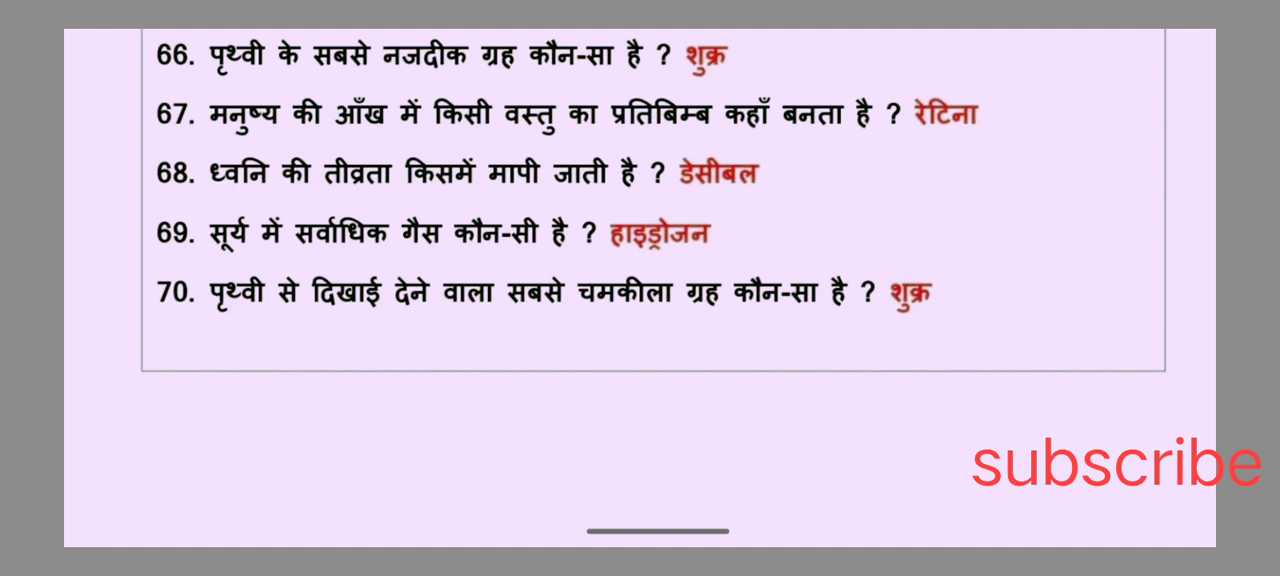 66. पृथ्वी के सबसे नजदीक ग्रह कौन-सा है ? शुक्र
67. मनुष्य की आँख में किसी वस्तु का प्रतिबिम्ब कहाँ बनता है ? रेटिना
68. ध्वनि की तीव्रता किसमें मापी जाती है ? डेसीबल
69. सूर्य में सर्वाधिक गैस कौन-सी है ? हाइड्रोजन
70. पृथ्वी से दिखाई देने वाला सबसे चमकीला ग्रह कौन-सा है ? शुक्र
subscribe